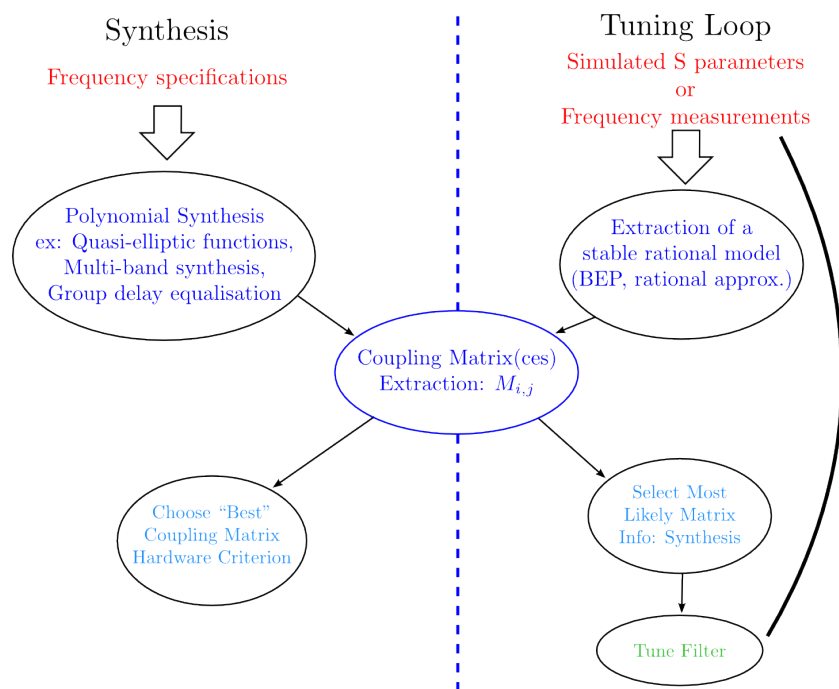 Synthesis
Frequency specifications
Polynomial Synthesis
ex: Quasi-elliptic functions,
Multi-band synthesis,
Group delay equalisation
Tuning Loop
Simulated S parameters
or
Frequency measurements
Extraction of a
stable rational model
(BEP, rational approx.)
Coupling Matrix(ces)
Extraction: M_{i,j}
Choose “Best”
Coupling Matrix
Hardware Criterion
Select Most
Likely Matrix
Info: Synthesis
Tune Filter